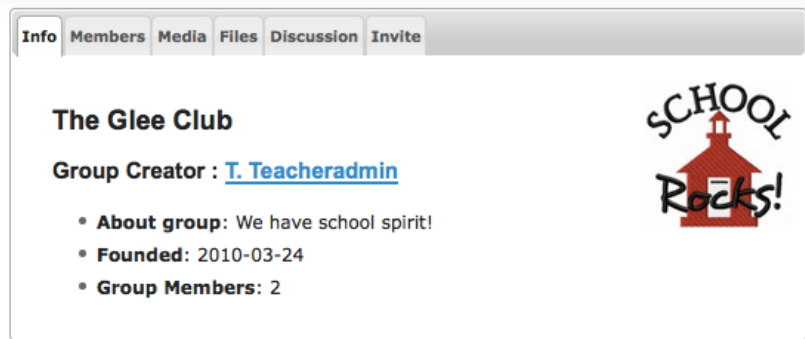 Info Members Media Files Discussion Invite
SCHOOL
Rocks!
The Glee Club
Group Creator : T. Teacheradmin
About group: We have school spirit!
Founded: 2010-03-24
Group Members: 2